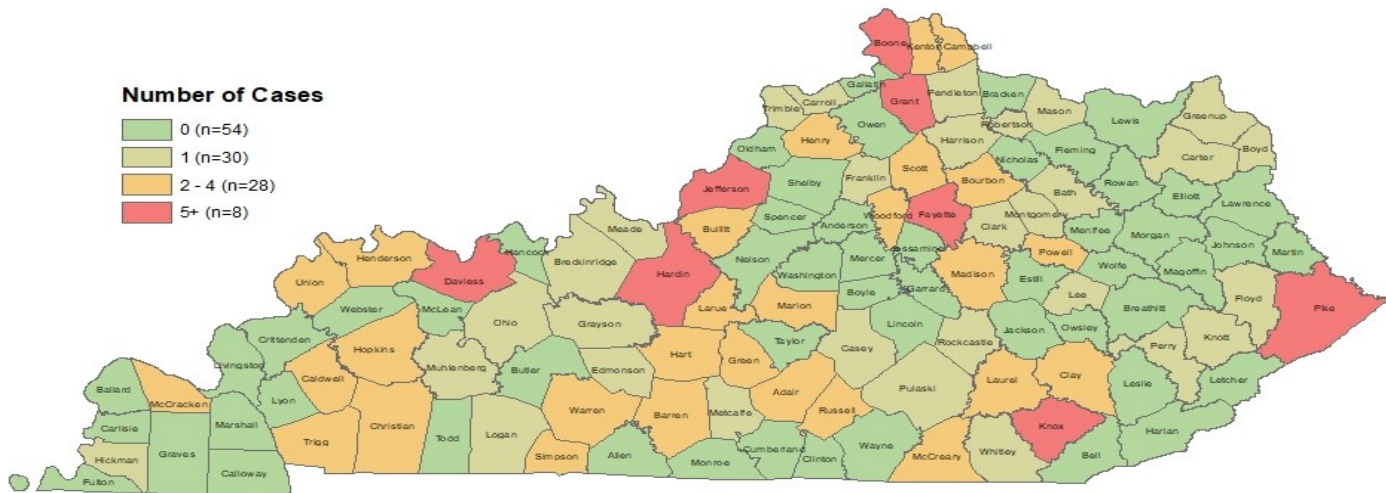 Number of Cases
0 (n=54)
1 (n=30)
2 - 4 (n=28)
5+ (n=8)
Boone
Kenton
Campbell
Gallatin
Grant
Pendleton
Bracken
Mason
Lewis
Greenup
Trimble
Carroll
Owen
Robertson
Boyd
Henry
Harrison
Fleming
Carter
Oldham
Nicholas
Scott
Shelby
Franklin
Bourbon
Rowan
Elliott
Lawrence
Jefferson
Bath
Woodford
Fayette
Montgomery
Spencer
Anderson
Clark
Menifee
Morgan
Johnson
Martin
Meade
Bullitt
Jessamine
Powell
Wolfe
Magoffin
Henderson
Hancock
Breckinridge
Hardin
Nelson
Washington
Mercer
Madison
Estill
Union
Daviess
Boyle
Garrard
Lee
Breathitt
Floyd
Pike
Webster
McLean
Larue
Marion
Ohio
Grayson
Lincoln
Jackson
Owsley
Knott
Perry
Crittenden
Hopkins
Hart
Green
Taylor
Casey
Rockcastle
Livingston
Muhlenberg
Butler
Edmonson
Caldwell
Pulaski
Laurel
Clay
Leslie
Letcher
Ballard
McCracken
Lyon
Adair
Warren
Barren
Metcalfe
Russell
Carlisle
Marshall
Trigg
Christian
Todd
Logan
Knox
Harlan
Graves
Hickman
Simpson
Allen
Monroe
Cumberland
Clinton
Wayne
McCreary
Whitley
Bell
Fulton
Calloway